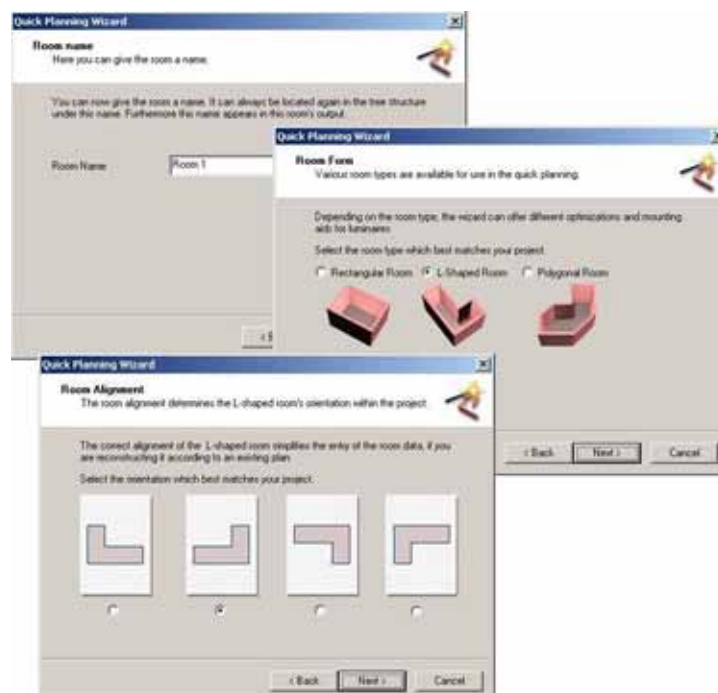 Quick Planning Wizard
Room name
Here you can give the room a name.
You can now give the room a name. It can always be located again in the tree structure
under this name. Furthermore this name appears in this room's output.
Room Name
Room 1
Quick Planning Wizard
Room Form
Various room types are available for use in the quick planning.
Depending on the room type, the wizard can offer different optimizations and mounting
aids for luminaires.
Select the room type which best matches your project.
Rectangular Room L-Shaped Room Polygonal Room
< Back Next > Cancel
Quick Planning Wizard
Room Alignment
The room alignment determines the L-shaped room's orientation within the project
The correct alignment of the L-shaped room simplifies the entry of the room data, if you
are reconstructing it according to an existing plan
Select the orientation which best matches your project.
< Back Next > Cancel